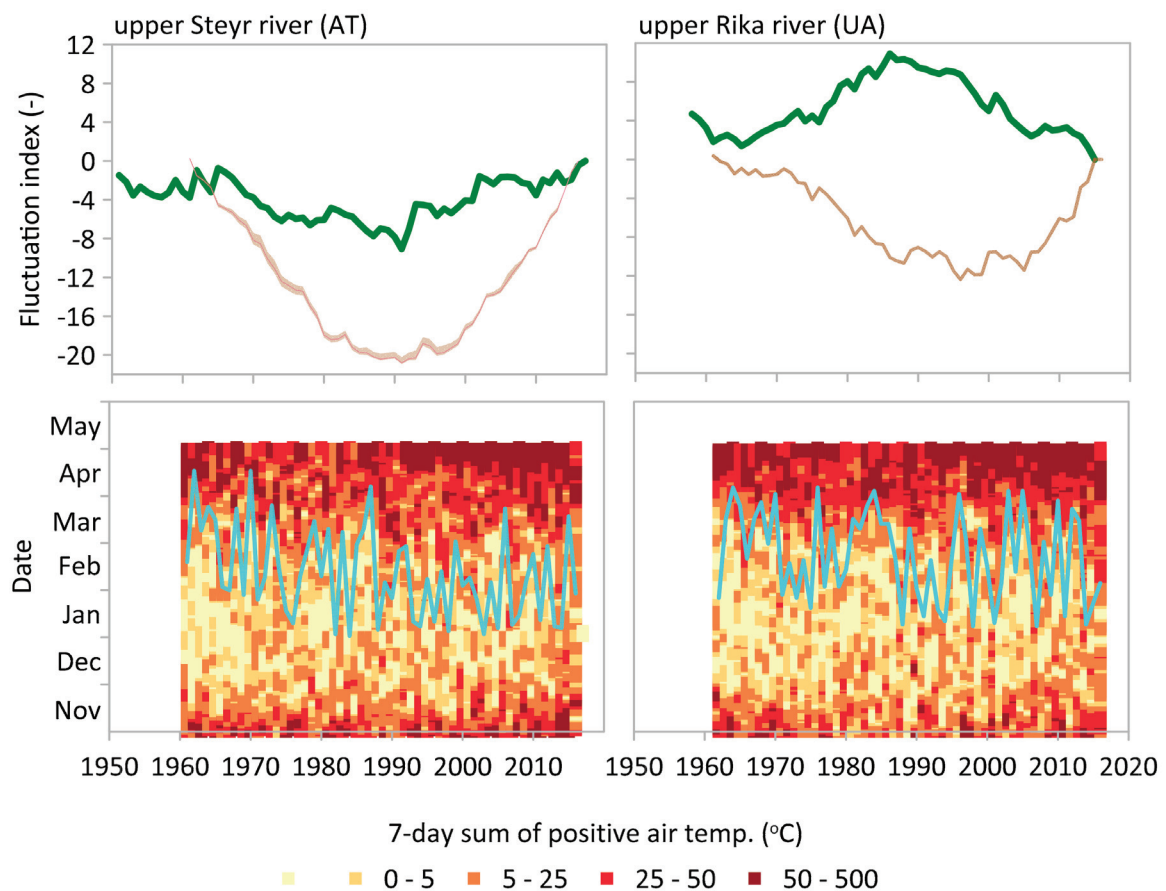 upper Steyr river (AT)
upper Rika river (UA)
Fluctuation index (-)
12
8
4
0
-4
-8
-12
-16
-20
Date
May
Apr
Mar
Feb
Jan
Dec
Nov
1950 1960 1970 1980 1990 2000 2010
1950 1960 1970 1980 1990 2000 2010 2020
7-day sum of positive air temp. (°C)
0 - 5 5 - 25 25 - 50 50 - 500